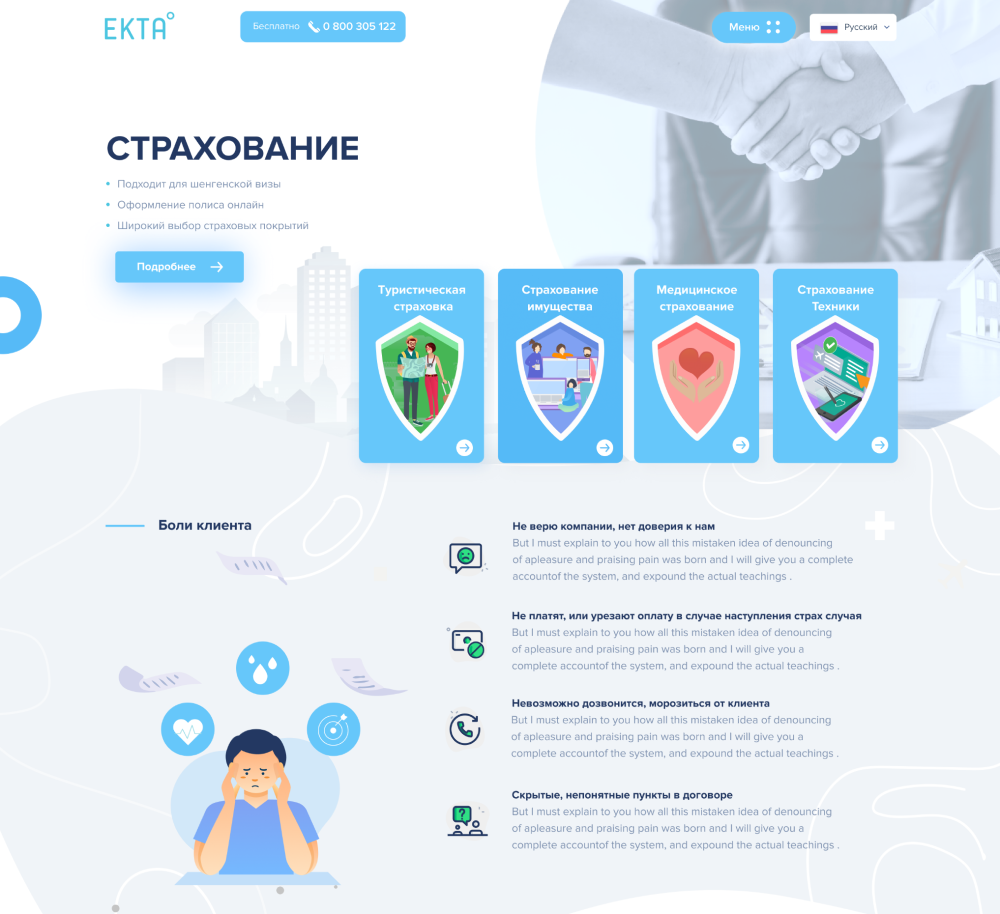 EKTA°
Бесплатно 0 800 305 122
Меню
Русский
СТРАХОВАНИЕ
Подходит для шенгенской визы
Оформление полиса онлайн
Широкий выбор страховых покрытий
Подробнее
Туристическая
страховка
Страхование
имущества
Медицинское
страхование
Страхование
Техники
Боли клиента
Не верю компании, нет доверия к нам
But I must explain to you how all this mistaken idea of denouncing
of apleasure and praising pain was born and I will give you a complete
accountof the system, and expound the actual teachings .
Не платят, или урезают оплату в случае наступления страх случая
But I must explain to you how all this mistaken idea of denouncing
of apleasure and praising pain was born and I will give you a
complete accountof the system, and expound the actual teachings .
Невозможно дозвонится, морозиться от клиента
But I must explain to you how all this mistaken idea of denouncing
of apleasure and praising pain was born and I will give you a
complete accountof the system, and expound the actual teachings .
Скрытые, непонятные пункты в договоре
But I must explain to you how all this mistaken idea of denouncing
of apleasure and praising pain was born and I will give you a
complete accountof the system, and expound the actual teachings .